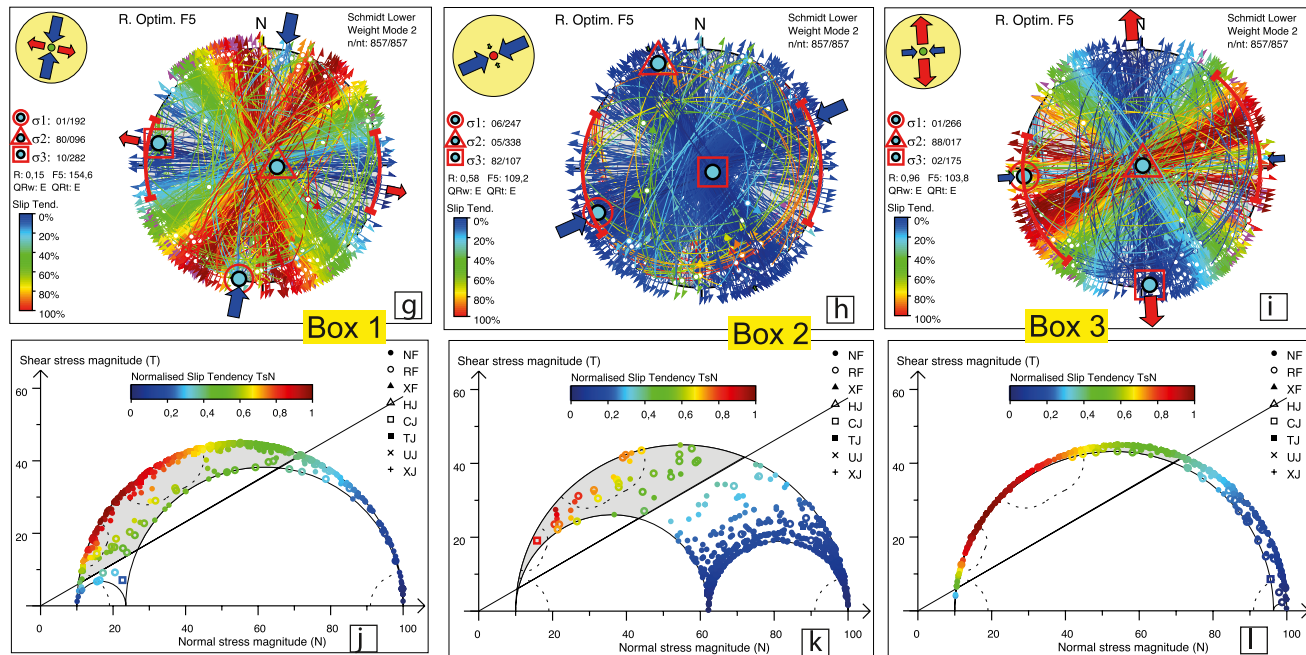 R. Optim. F5
N
Schmidt Lower
Weight Mode 2
n/nt: 857/857
σ1: 01/192
σ2: 80/096
σ3: 10/282
R: 0,15 F5: 154,6
QRw: E QRt: E
Slip Tend.
0%
20%
40%
60%
80%
100%
g
Box 1
R. Optim. F5
N
Schmidt Lower
Weight Mode 2
n/nt: 857/857
σ1: 06/247
σ2: 05/338
σ3: 82/107
R: 0,58 F5: 109,2
QRw: E QRt: E
Slip Tend.
0%
20%
40%
60%
80%
100%
h
Box 2
R. Optim. F5
N
Schmidt Lower
Weight Mode 2
n/nt: 857/857
σ1: 01/266
σ2: 88/017
σ3: 02/175
R: 0,96 F5: 103,8
QRw: E QRt: E
Slip Tend.
0%
20%
40%
60%
80%
100%
i
Box 3
Shear stress magnitude (T)
Normalised Slip Tendency TsN
0 0,2 0,4 0,6 0,8 1
NF
RF
XF
HJ
CJ
TJ
UJ
XJ
60
40
20
0 20 40 60 80 100
Normal stress magnitude (N)
j
Shear stress magnitude (T)
Normalised Slip Tendency TsN
0 0,2 0,4 0,6 0,8 1
NF
RF
XF
HJ
CJ
TJ
UJ
XJ
60
40
20
0 20 40 60 80 100
Normal stress magnitude (N)
k
Shear stress magnitude (T)
Normalised Slip Tendency TsN
0 0,2 0,4 0,6 0,8 1
NF
RF
XF
HJ
CJ
TJ
UJ
XJ
60
40
20
0 20 40 60 80 100
Normal stress magnitude (N)
l